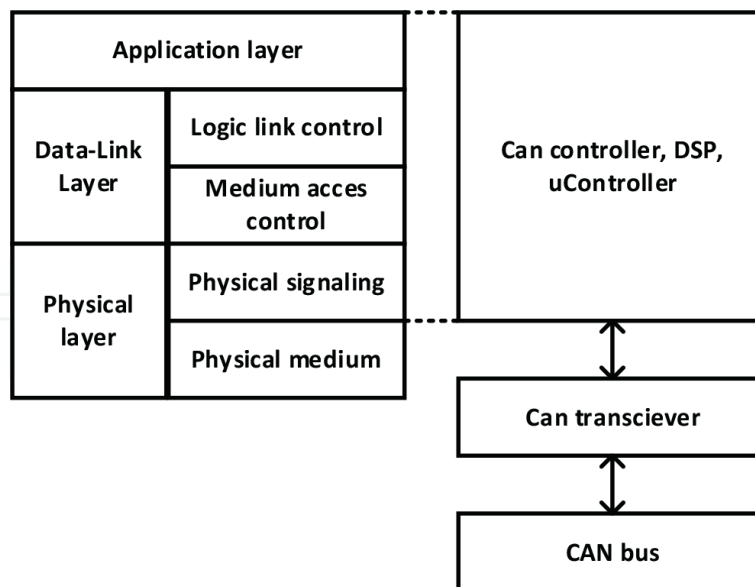 Application layer
Data-Link
Layer
Logic link control
Medium acces
control
Physical
layer
Physical signaling
Physical medium
Can controller, DSP,
uController
Can transciever
CAN bus